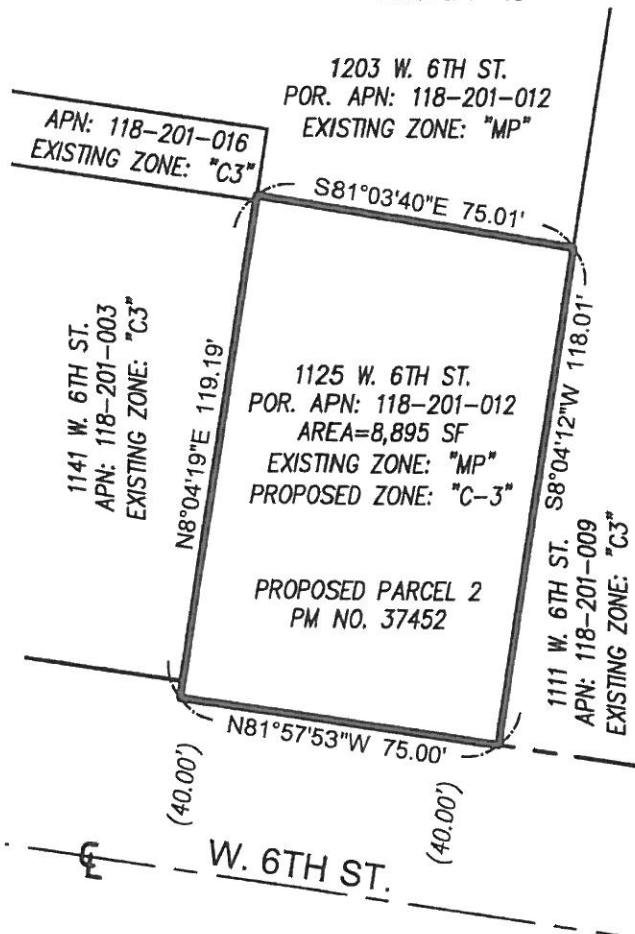 1203 W. 6TH ST.
POR. APN: 118-201-012
EXISTING ZONE: "MP"
APN: 118-201-016
EXISTING ZONE: "C3"
S81°03'40"E 75.01'
1141 W. 6TH ST.
APN: 118-201-003
EXISTING ZONE: "C3"
N8°04'19"E 119.19'
1125 W. 6TH ST.
POR. APN: 118-201-012
AREA=8,895 SF
EXISTING ZONE: "MP"
PROPOSED ZONE: "C-3"
PROPOSED PARCEL 2
PM NO. 37452
S8°04'12"W 118.01'
1111 W. 6TH ST.
APN: 118-201-009
EXISTING ZONE: "C3"
N81°57'53"W 75.00'
(40.00')
(40.00')
CL
W. 6TH ST.